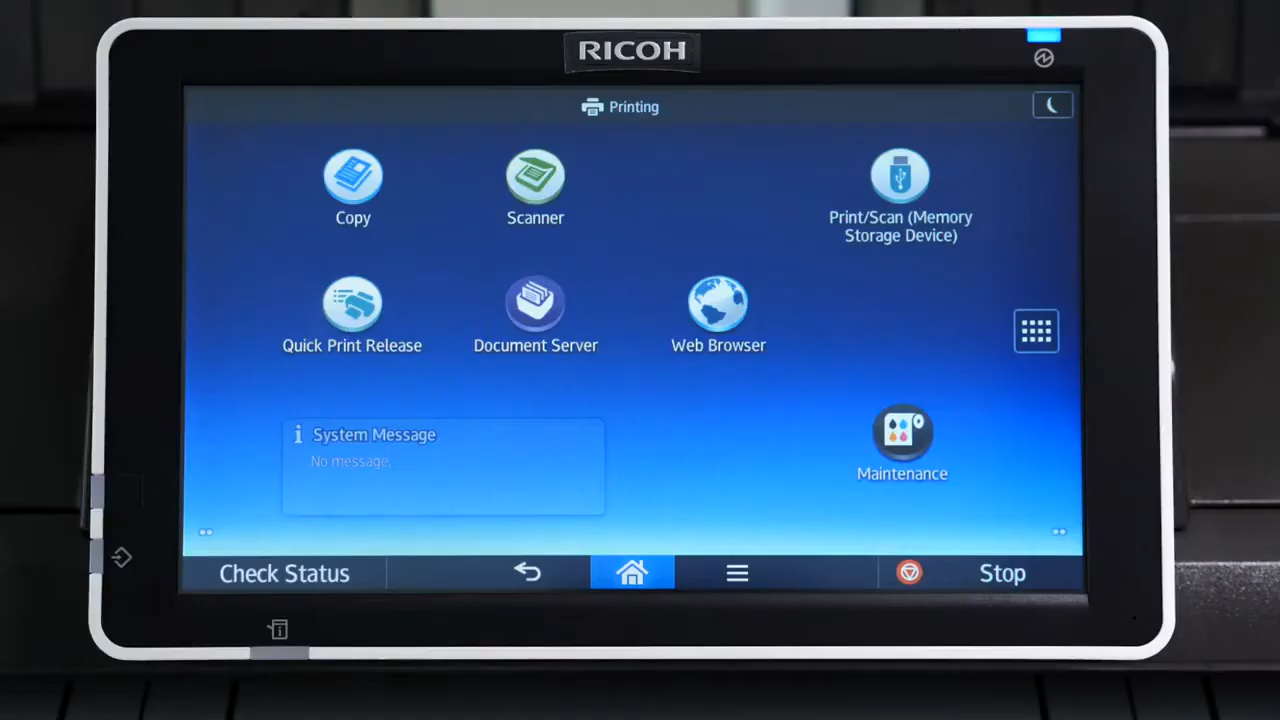 RICOH
Printing
Copy
Scanner
Print/Scan (Memory
Storage Device)
Quick Print Release
Document Server
Web Browser
System Message
No message.
Maintenance
Check Status
Stop